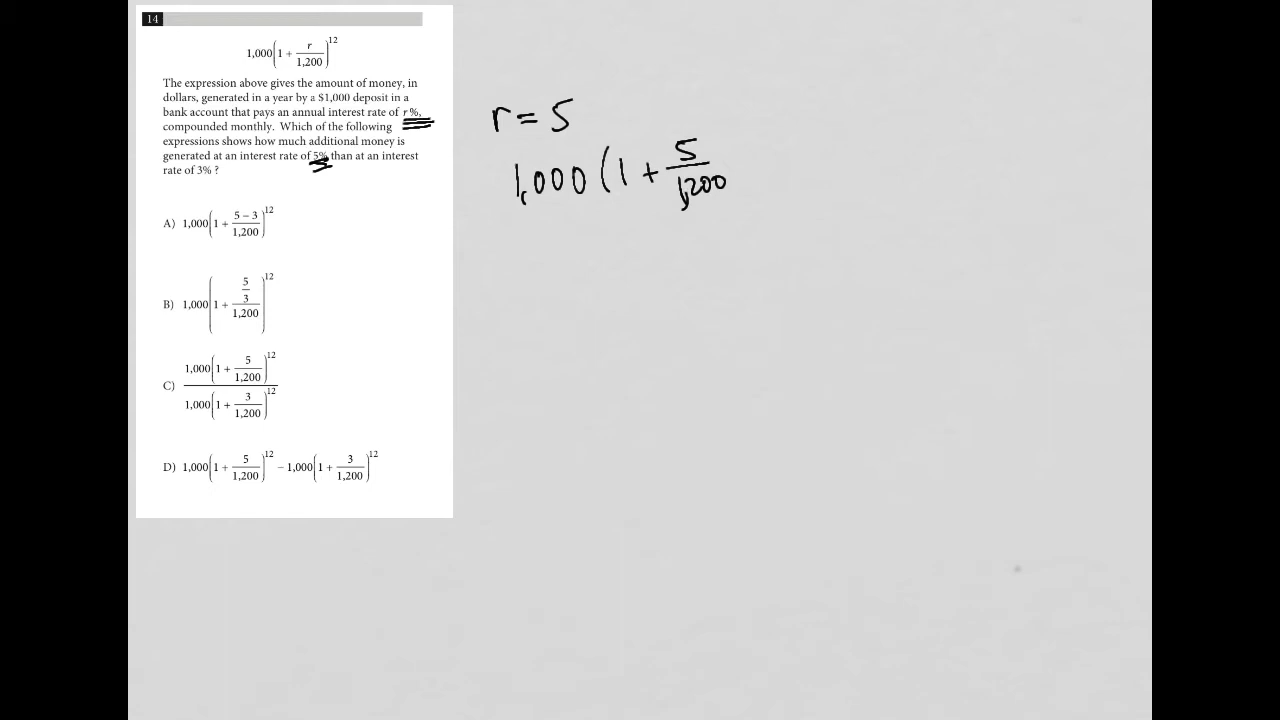 14
1,000(1 + r/1,200)^12
The expression above gives the amount of money, in
dollars, generated in a year by a $1,000 deposit in a
bank account that pays an annual interest rate of r%,
compounded monthly. Which of the following
expressions shows how much additional money is
generated at an interest rate of 5% than at an interest
rate of 3% ?
A) 1,000(1 + (5 − 3)/1,200)^12
B) 1,000(1 + (5/3)/1,200)^12
C) 1,000(1 + 5/1,200)^12 / 1,000(1 + 3/1,200)^12
D) 1,000(1 + 5/1,200)^12 − 1,000(1 + 3/1,200)^12
r = 5
1,000 (1 + 5/1,200